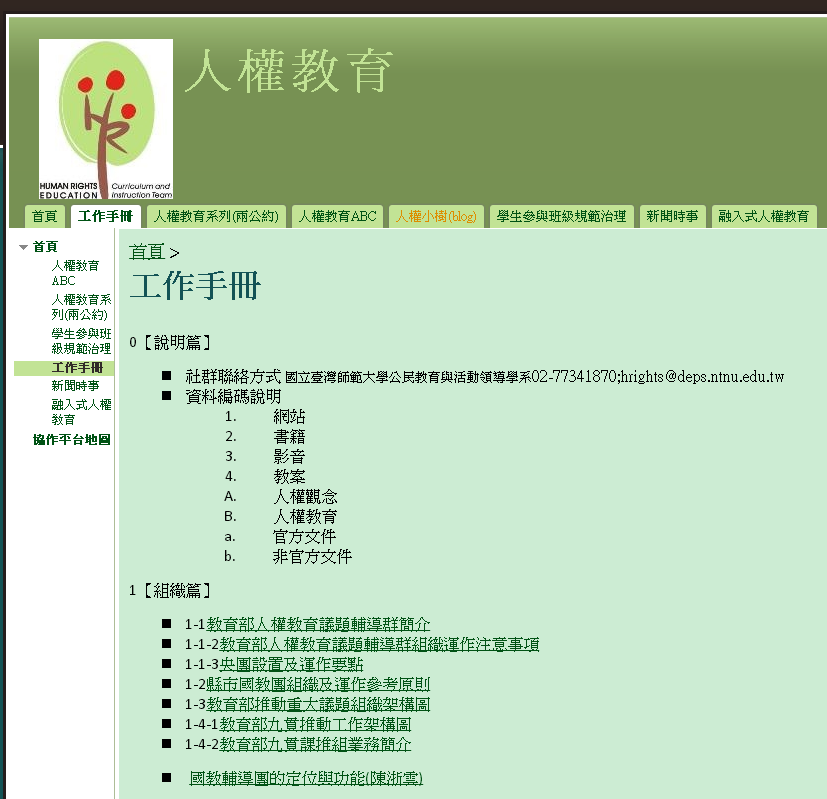 人權教育
HUMAN RIGHTS EDUCATION Curriculum and Instruction Team
首頁 工作手冊 人權教育系列(兩公約) 人權教育ABC 人權小樹(blog) 學生參與班級規範治理 新聞時事 融入式人權教育
首頁
人權教育
ABC
人權教育系
列(兩公約)
學生參與班
級規範治理
工作手冊
新聞時事
融入式人權
教育
協作平台地圖
首頁 >
工作手冊
0【說明篇】
社群聯絡方式 國立臺灣師範大學公民教育與活動領導學系02-77341870;hrights@deps.ntnu.edu.tw
資料編碼說明
1. 網站
2. 書籍
3. 影音
4. 教案
A. 人權觀念
B. 人權教育
a. 官方文件
b. 非官方文件
1【組織篇】
1-1教育部人權教育議題輔導群簡介
1-1-2教育部人權教育議題輔導群組織運作注意事項
1-1-3央團設置及運作要點
1-2縣市國教團組織及運作參考原則
1-3教育部推動重大議題組織架構圖
1-4-1教育部九貫推動工作架構圖
1-4-2教育部九貫課推組業務簡介
國教輔導團的定位與功能(陳浙雲)